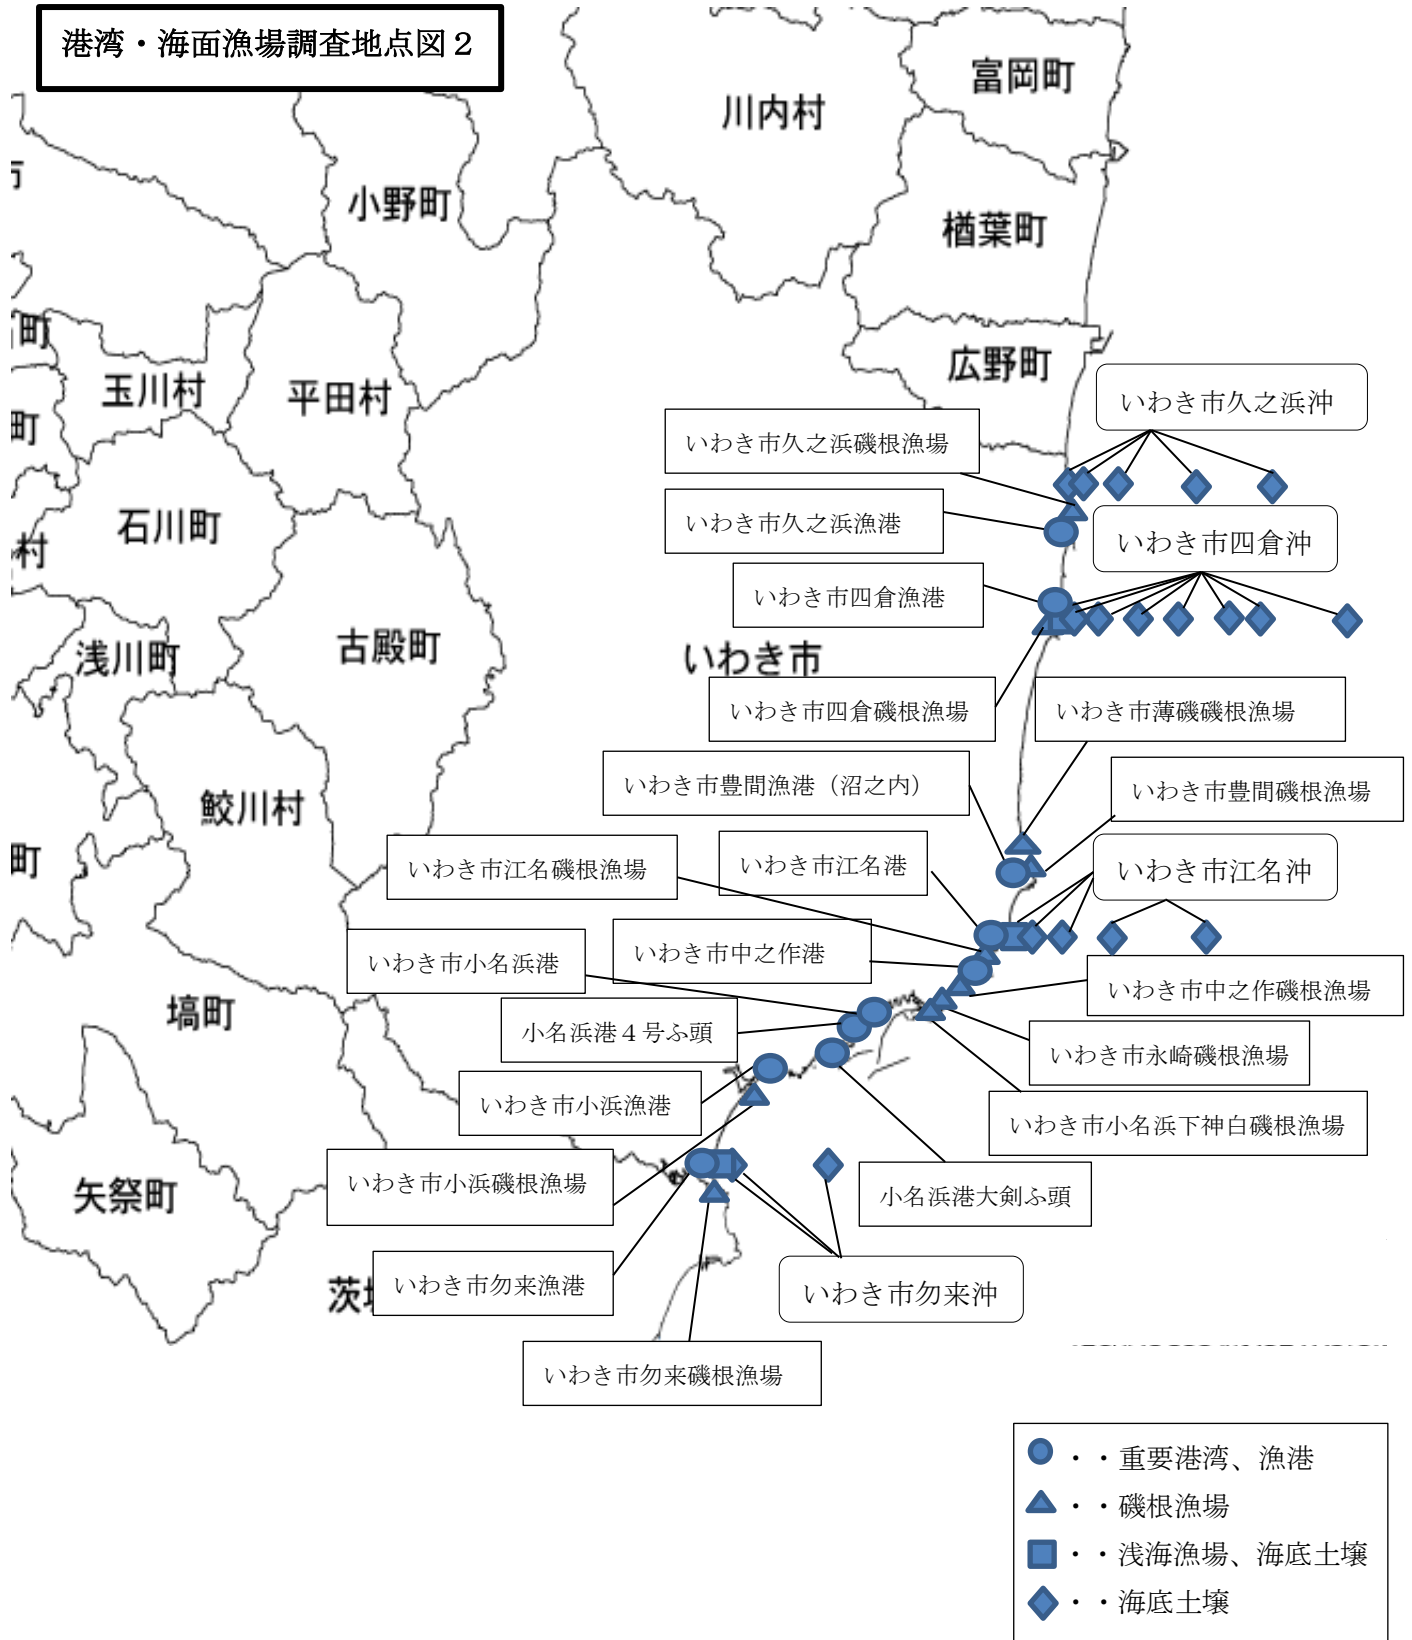 港湾・海面漁場調査地点図２
富岡町
川内村
小野町
楢葉町
町
広野町
玉川村
平田村
町
いわき市久之浜沖
いわき市久之浜磯根漁場
石川町
いわき市久之浜漁港
村
いわき市四倉沖
いわき市四倉漁港
浅川町
古殿町
いわき市
いわき市四倉磯根漁場
いわき市薄磯磯根漁場
いわき市豊間漁港（沼之内）
いわき市豊間磯根漁場
鮫川村
町
いわき市江名磯根漁場
いわき市江名港
いわき市江名沖
いわき市小名浜港
いわき市中之作港
いわき市中之作磯根漁場
塙町
小名浜港４号ふ頭
いわき市永崎磯根漁場
いわき市小浜漁港
いわき市小名浜下神白磯根漁場
いわき市小浜磯根漁場
矢祭町
小名浜港大剣ふ頭
いわき市勿来漁港
茨
いわき市勿来沖
いわき市勿来磯根漁場
・・重要港湾、漁港
・・磯根漁場
・・浅海漁場、海底土壌
・・海底土壌